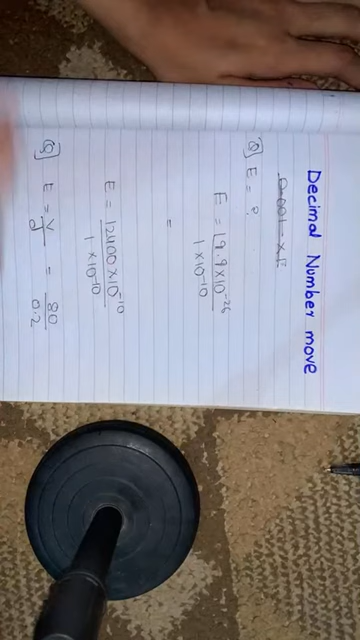 Decimal Number move
0.001 × 100
[Q] E = ?
E = 19.9 × 10⁻²⁶
1 × 10⁻¹⁰
=
E = 12400 × 10⁻¹⁰
1 × 10⁻¹⁰
[Q] E = V = 80
d 0.2